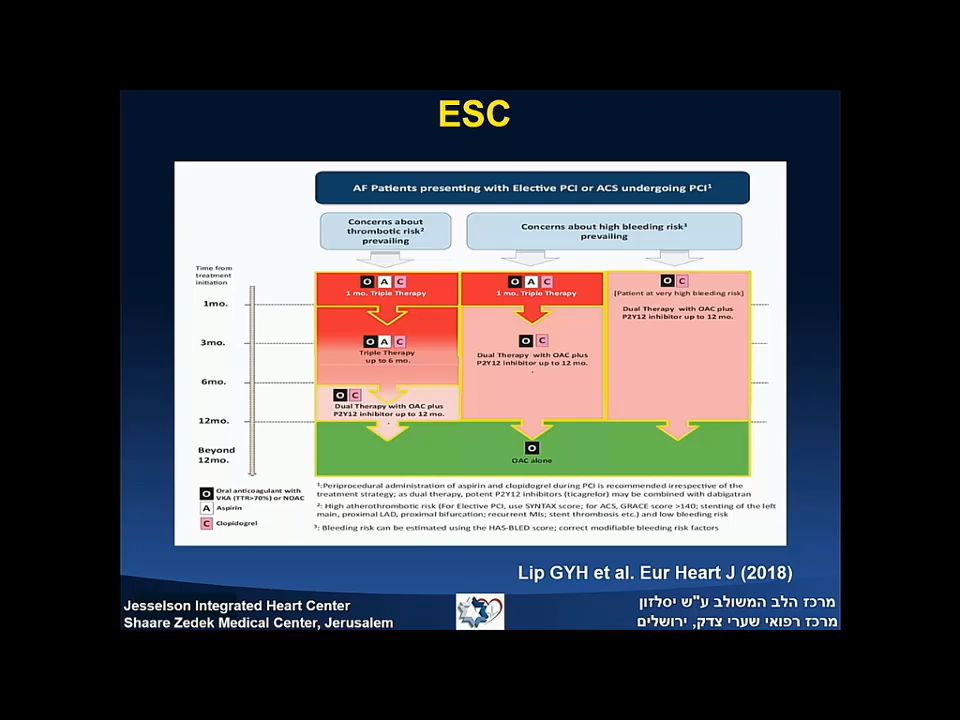 ESC
AF Patients presenting with Elective PCI or ACS undergoing PCI¹
Concerns about
thrombotic risk²
prevailing
Concerns about high bleeding risk³
prevailing
Time from
treatment
initiation
O A C
1 mo. Triple Therapy
O A C
1 mo. Triple Therapy
O C
[Patient at very high bleeding risk]
Dual Therapy with OAC plus
P2Y12 inhibitor up to 12 mo.
1mo.
3mo.
O A C
Triple Therapy
up to 6 mo.
O C
Dual Therapy with OAC plus
P2Y12 inhibitor up to 12 mo.
6mo.
O C
Dual Therapy with OAC plus
P2Y12 inhibitor up to 12 mo.
12mo.
Beyond
12mo.
O
OAC alone
O Oral anticoagulant with
VKA (TTR>70%) or NOAC
A Aspirin
C Clopidogrel
¹:Periprocedural administration of aspirin and clopidogrel during PCI is recommended irrespective of the
treatment strategy; as dual therapy, potent P2Y12 inhibitors (ticagrelor) may be combined with dabigatran
²: High atherothrombotic risk (For Elective PCI, use SYNTAX score; for ACS, GRACE score >140; stenting of the left
main, proximal LAD, proximal bifurcation; recurrent MIs; stent thrombosis etc.) and low bleeding risk
³: Bleeding risk can be estimated using the HAS-BLED score; correct modifiable bleeding risk factors
Lip GYH et al. Eur Heart J (2018)
Jesselson Integrated Heart Center
Shaare Zedek Medical Center, Jerusalem
מרכז הלב המשולב ע"ש יסלזון
מרכז רפואי שערי צדק, ירושלים